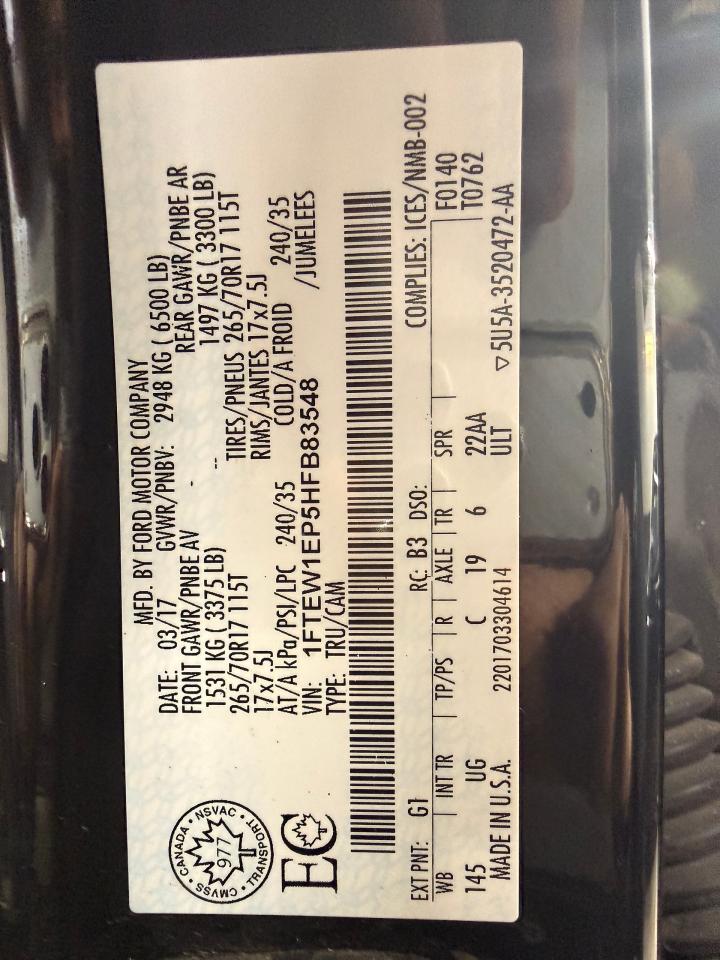 MFD. BY FORD MOTOR COMPANY
DATE: 03/17 GVWR/PNBV: 2948 KG ( 6500 LB)
FRONT GAWR/PNBE AV - REAR GAWR/PNBE AR
1531 KG ( 3375 LB) -- 1497 KG ( 3300 LB)
265/70R17 115T TIRES/PNEUS 265/70R17 115T
17x7.5J RIMS/JANTES 17x7.5J
AT/A kPa/PSI/LPC 240/35 COLD/A FROID 240/35
VIN: 1FTEW1EP5HFB83548 /JUMELEES
TYPE: TRU/CAM
CANADA • NSVAC • TRANSPORT • CMVSS •
977
EC
COMPLIES: ICES/NMB-002
EXT PNT: G1 RC: B3 DSO: F0140
WB INT TR TP/PS R AXLE TR SPR T0762
145 UG C 19 6 22AA
ULT
MADE IN U.S.A. 2201703304614 ▽ 5U5A-3520472-AA